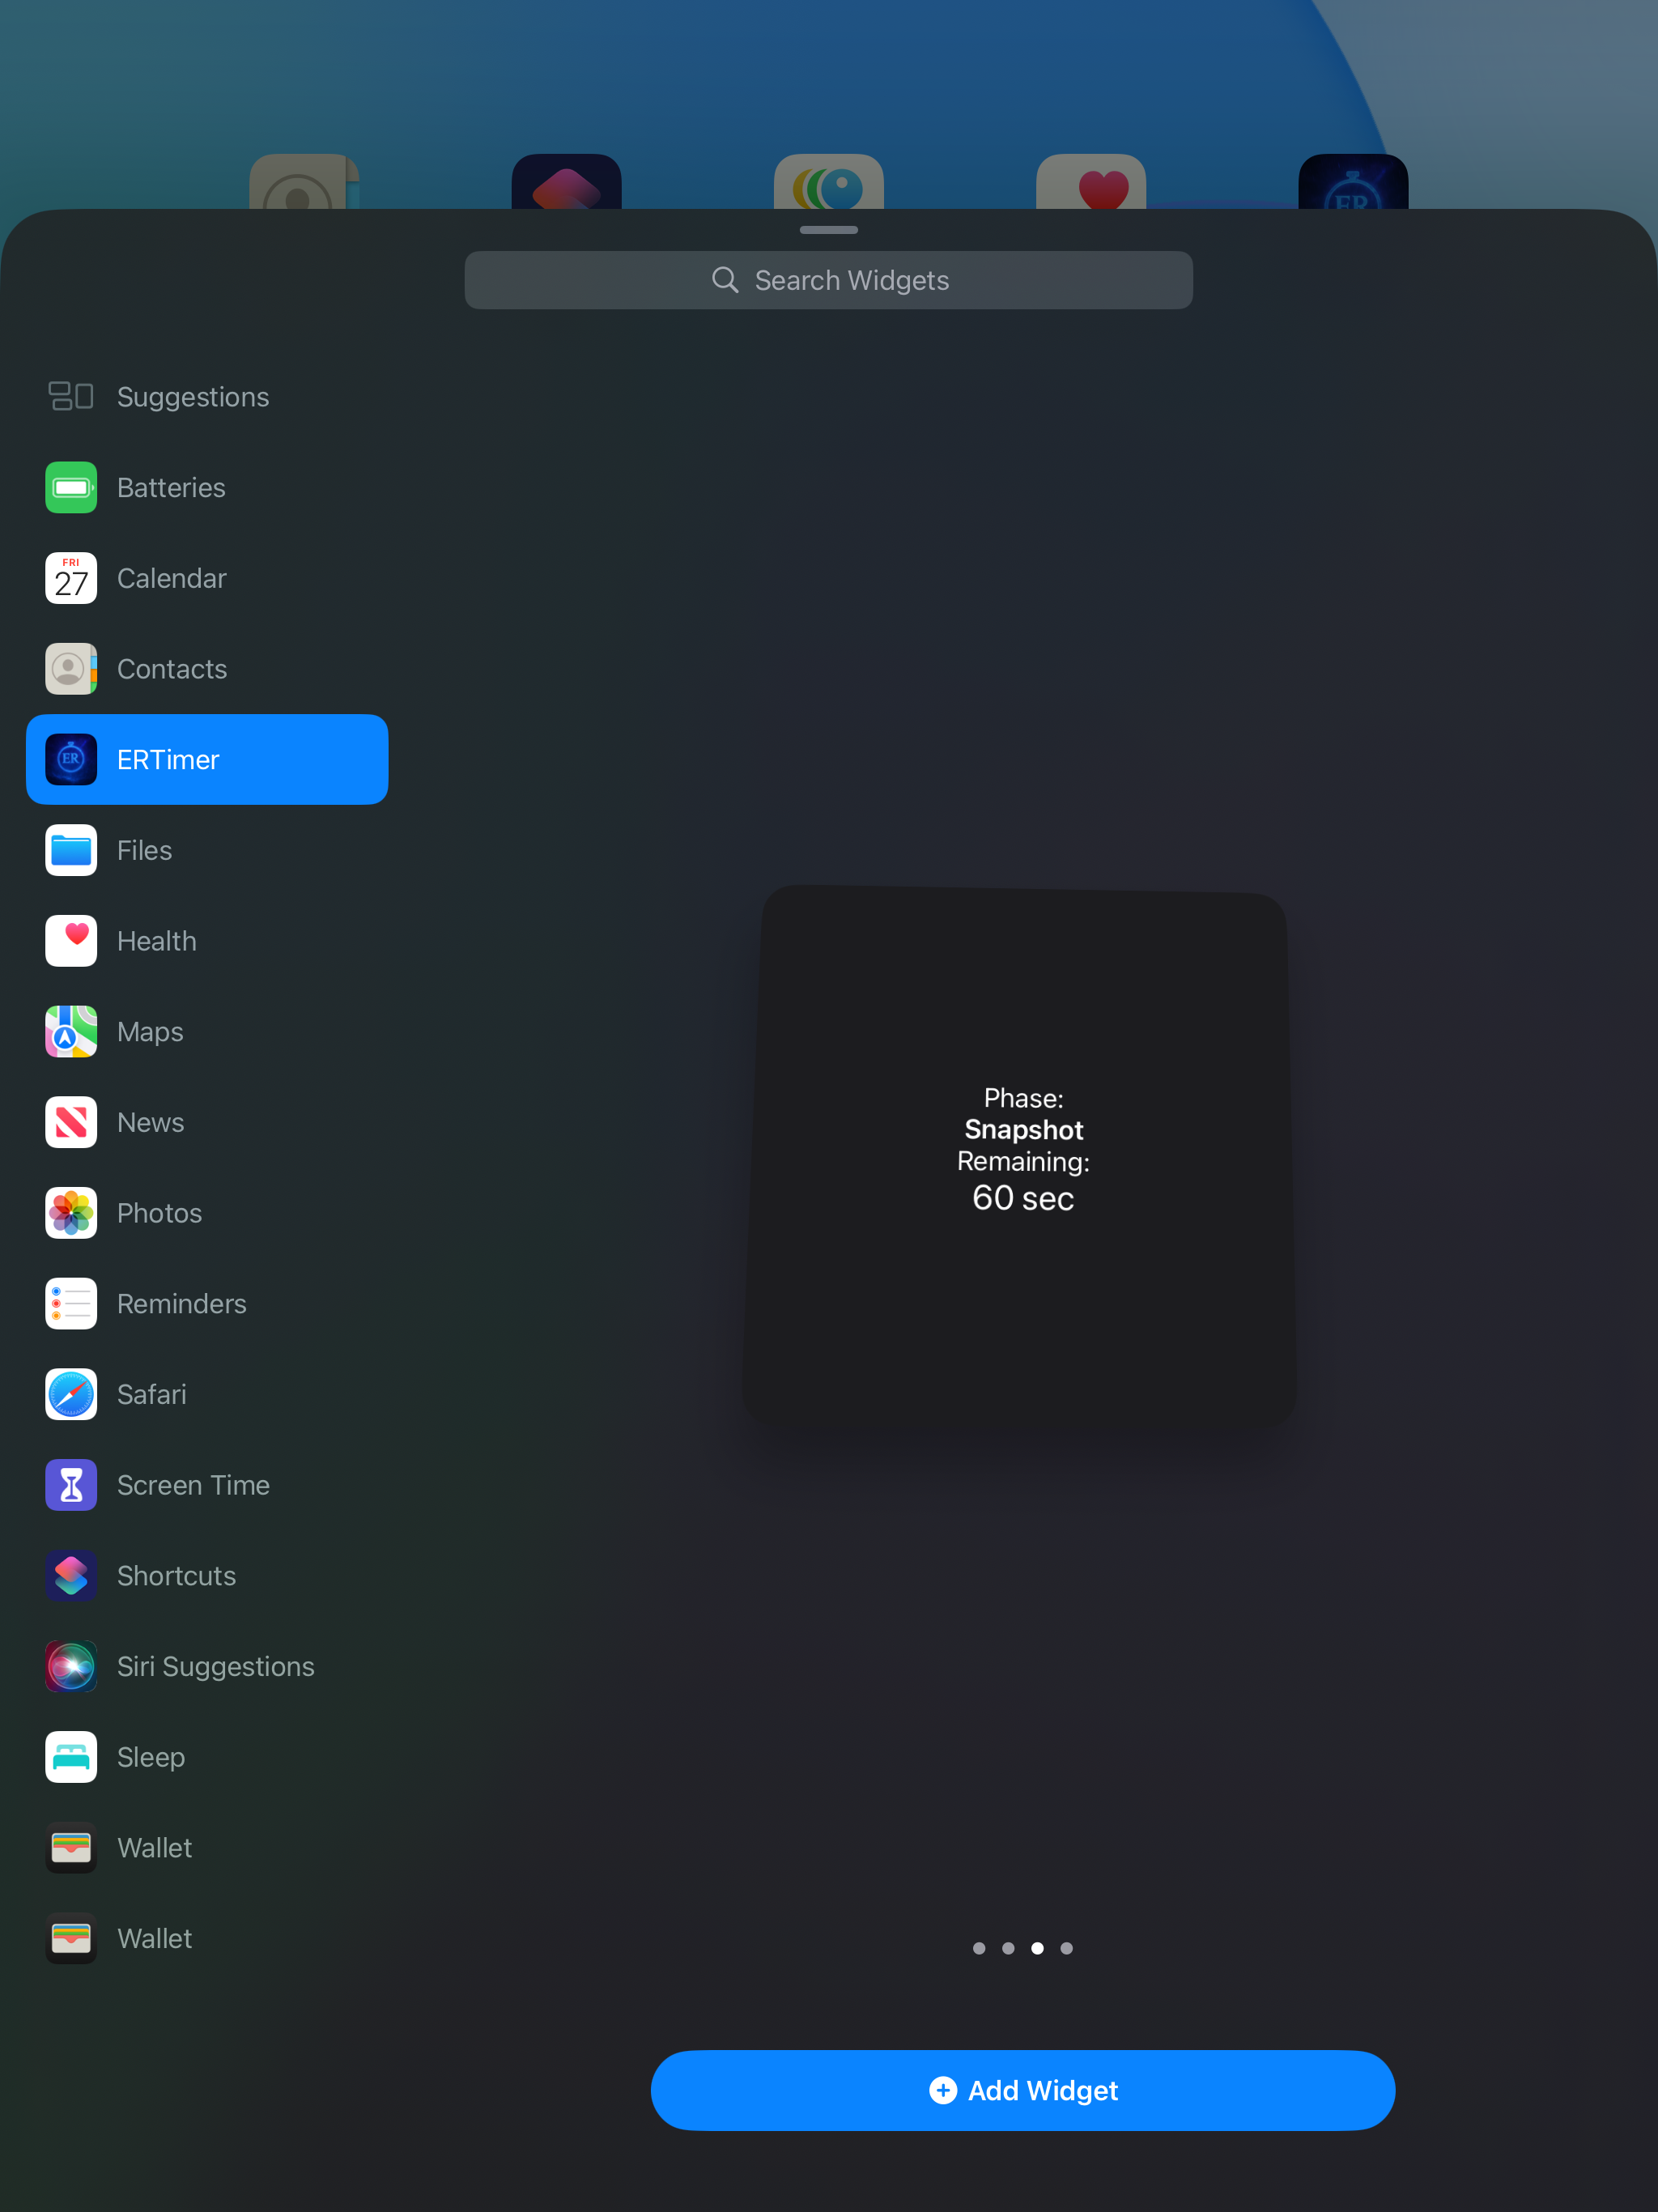 ER
Search Widgets
Suggestions
Batteries
FRI
27
Calendar
Contacts
ER
ERTimer
Files
Health
Maps
News
Photos
Reminders
Safari
Screen Time
Shortcuts
Siri Suggestions
Sleep
Wallet
Wallet
Phase:
Snapshot
Remaining:
60 sec
Add Widget